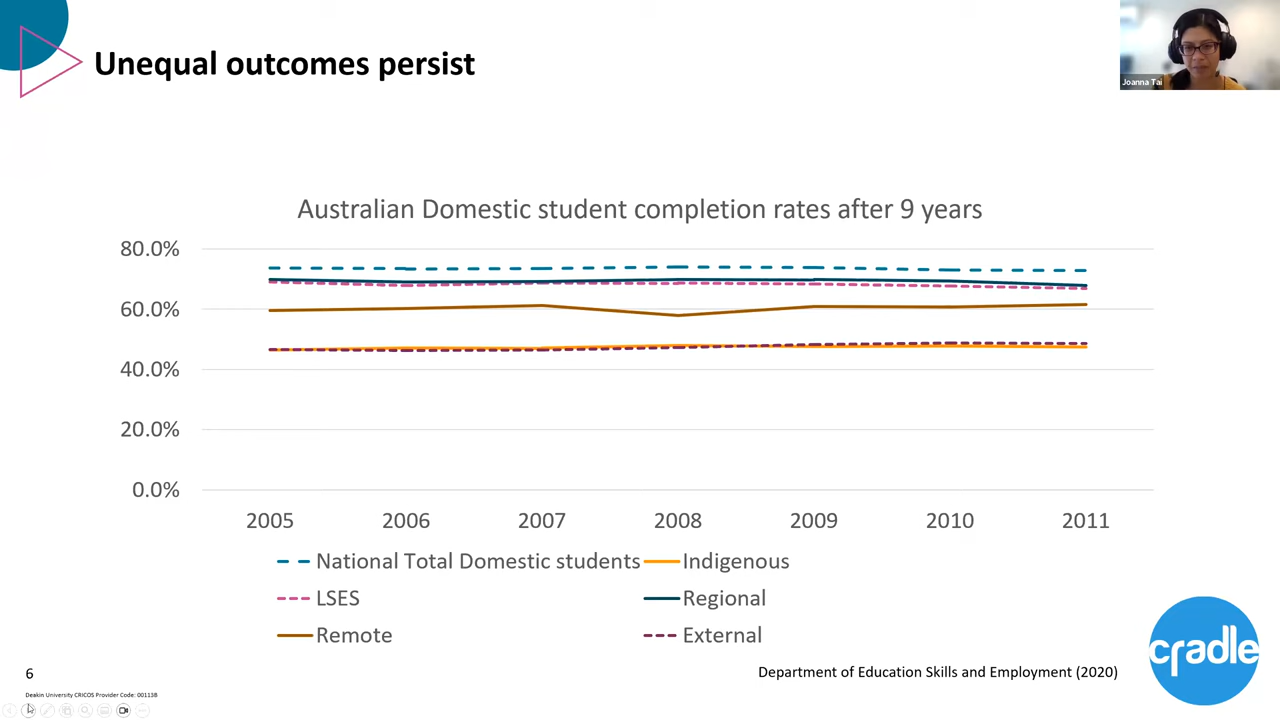 Unequal outcomes persist
Joanna Tai
Australian Domestic student completion rates after 9 years
80.0%
60.0%
40.0%
20.0%
0.0%
2005 2006 2007 2008 2009 2010 2011
National Total Domestic students Indigenous
LSES Regional
Remote External
6
Department of Education Skills and Employment (2020)
Deakin University CRICOS Provider Code: 00113B
cradle